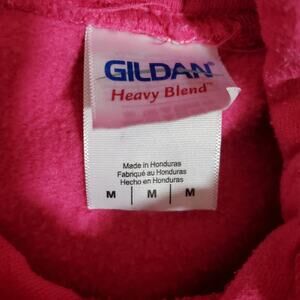 GILDAN®
Heavy Blend™
Made in Honduras
Fabriqué au Honduras
Hecho en Honduras
M M M